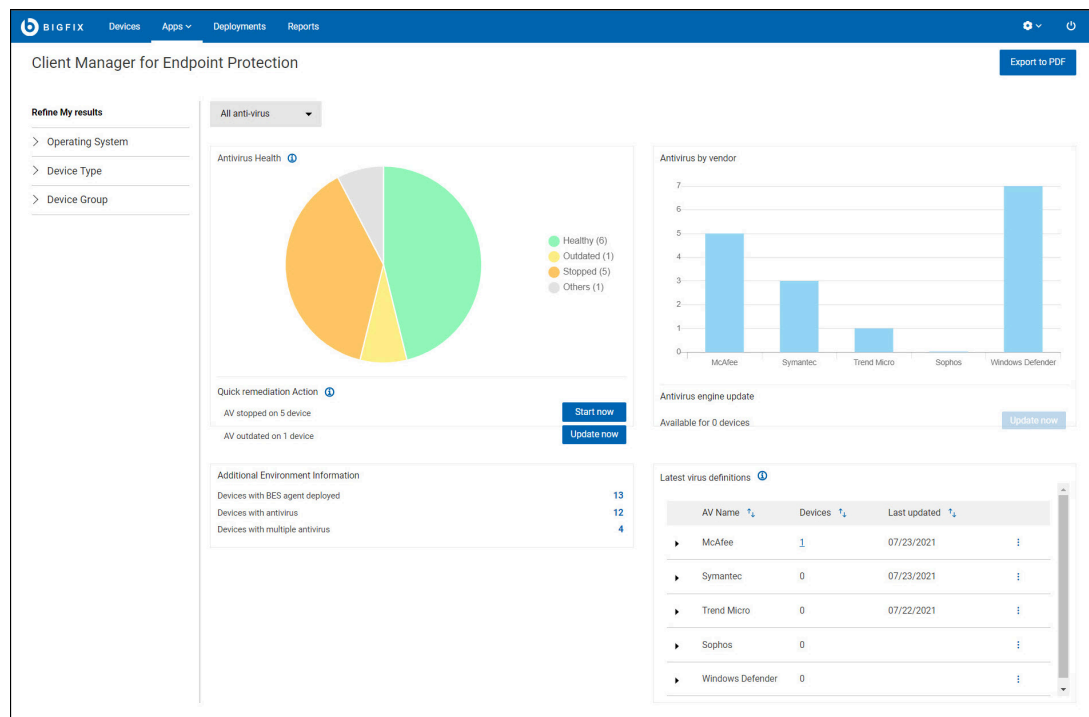 BIGFIX Devices Apps Deployments Reports
Client Manager for Endpoint Protection
Export to PDF
Refine My results
Operating System
Device Type
Device Group
All anti-virus
Antivirus Health
Healthy (6)
Outdated (1)
Stopped (5)
Others (1)
Quick remediation Action
AV stopped on 5 device Start now
AV outdated on 1 device Update now
Antivirus by vendor
7
6
5
4
3
2
1
0
McAfee Symantec Trend Micro Sophos Windows Defender
Antivirus engine update
Available for 0 devices Update now
Additional Environment Information
Devices with BES agent deployed 13
Devices with antivirus 12
Devices with multiple antivirus 4
Latest virus definitions
AV Name Devices Last updated
McAfee 1 07/23/2021
Symantec 0 07/23/2021
Trend Micro 0 07/22/2021
Sophos 0
Windows Defender 0